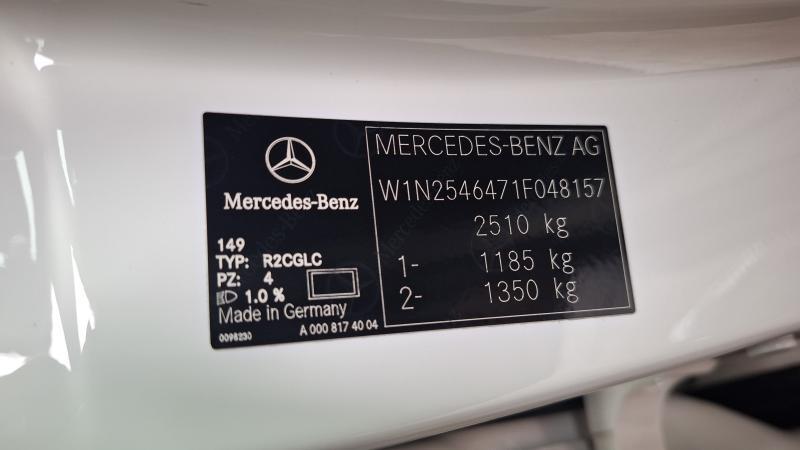 Mercedes-Benz
149
TYP: R2CGLC
PZ: 4
1.0 %
Made in Germany
0098230
A 000 817 40 04
MERCEDES-BENZ AG
W1N2546471F048157
2510 kg
1- 1185 kg
2- 1350 kg